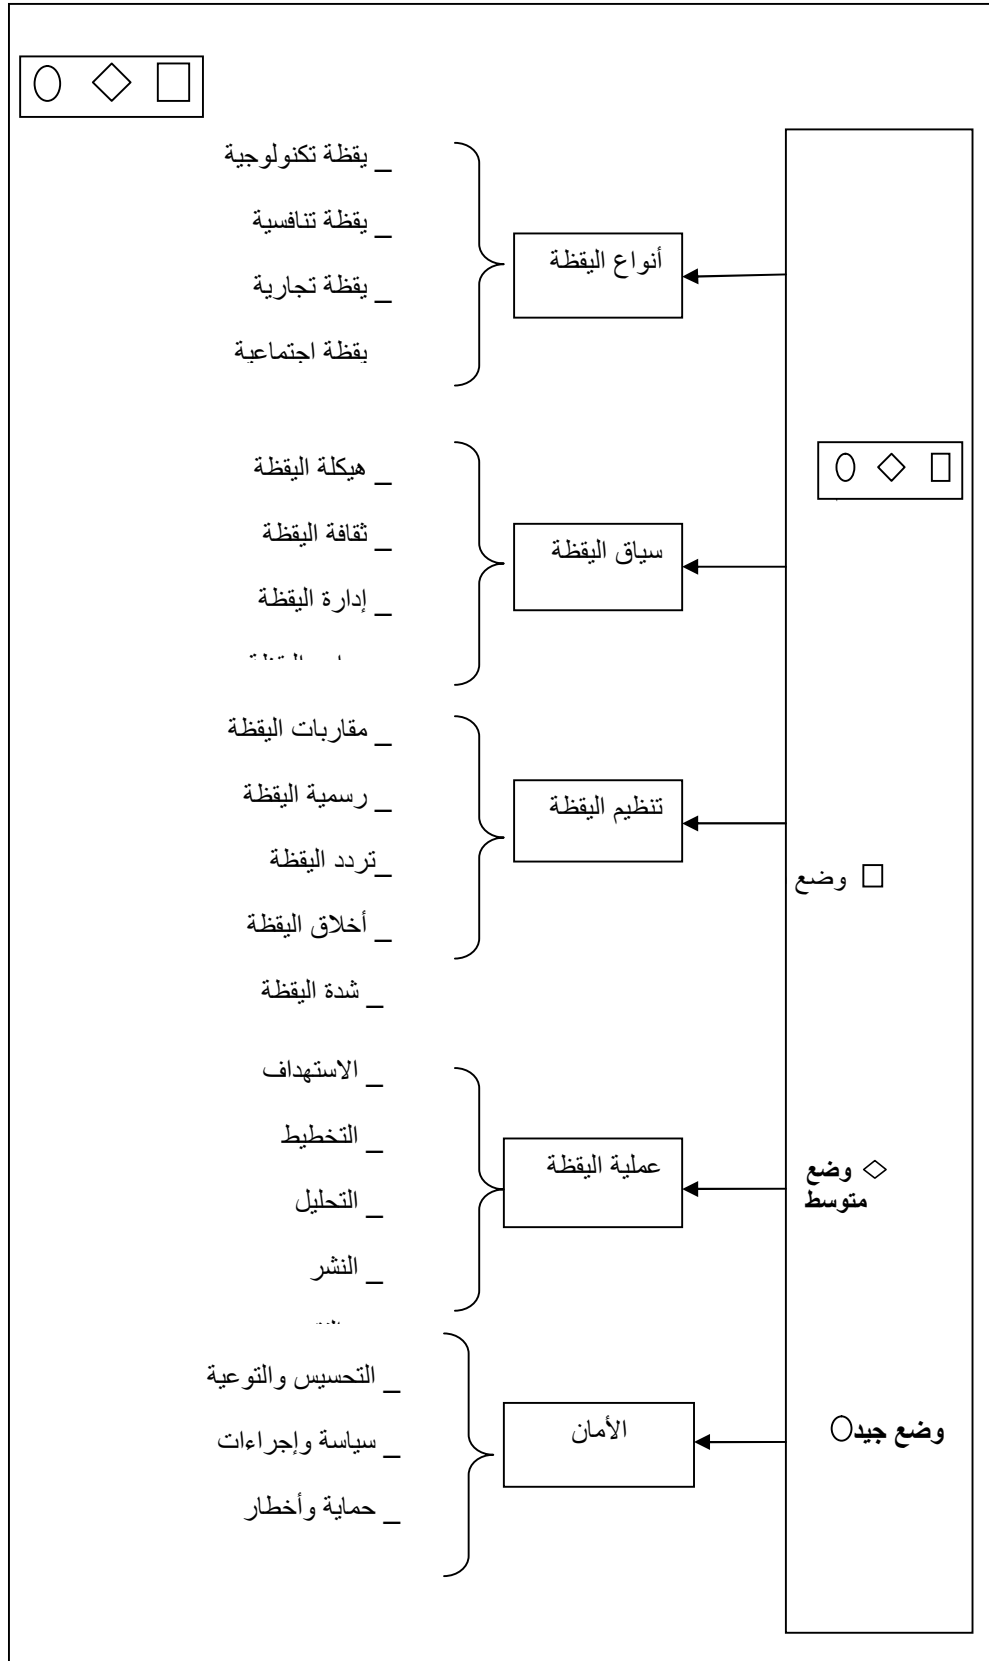 أنواع اليقظة
_ يقظة تكنولوجية
_ يقظة تنافسية
_ يقظة تجارية
يقظة اجتماعية
سياق اليقظة
_ هيكلة اليقظة
_ ثقافة اليقظة
_ إدارة اليقظة
اليقظة
تنظيم اليقظة
_ مقاربات اليقظة
_ رسمية اليقظة
_تردد اليقظة
_ أخلاق اليقظة
_ شدة اليقظة
عملية اليقظة
_ الاستهداف
_ التخطيط
_ التحليل
_ النشر
الأمان
_ التحسيس والتوعية
_ سياسة وإجراءات
_ حماية وأخطار
وضع
وضع
متوسط
وضع جيد